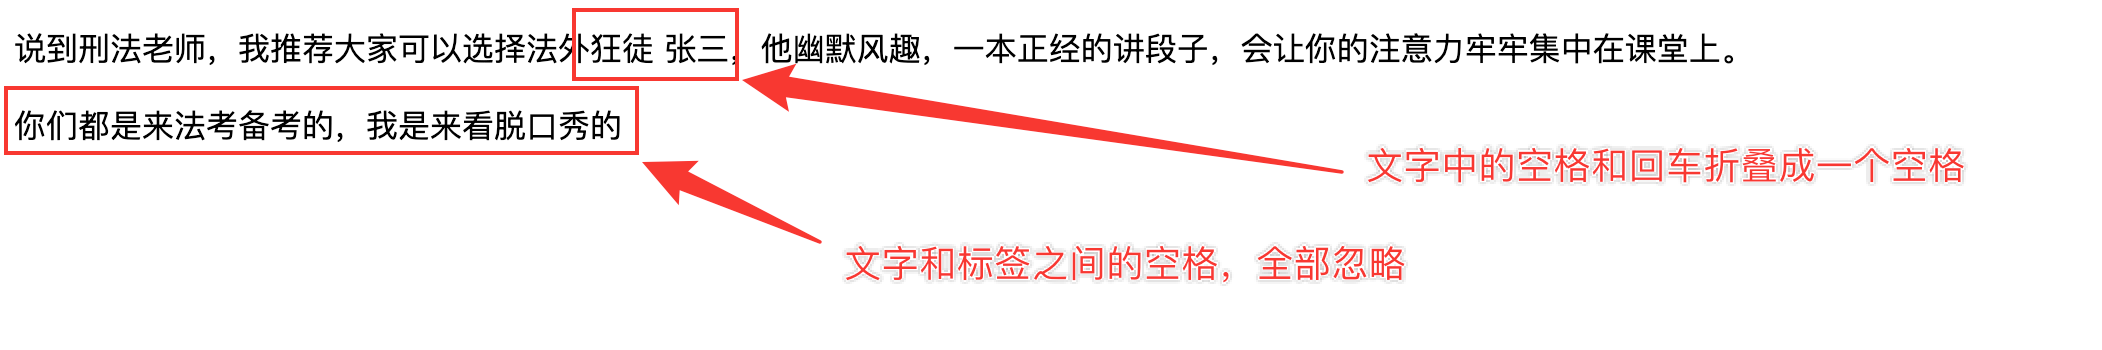 说到刑法老师，我推荐大家可以选择法外狂徒 张三，他幽默风趣，一本正经的讲段子，会让你的注意力牢牢集中在课堂上。
你们都是来法考备考的，我是来看脱口秀的
文字中的空格和回车折叠成一个空格
文字和标签之间的空格，全部忽略